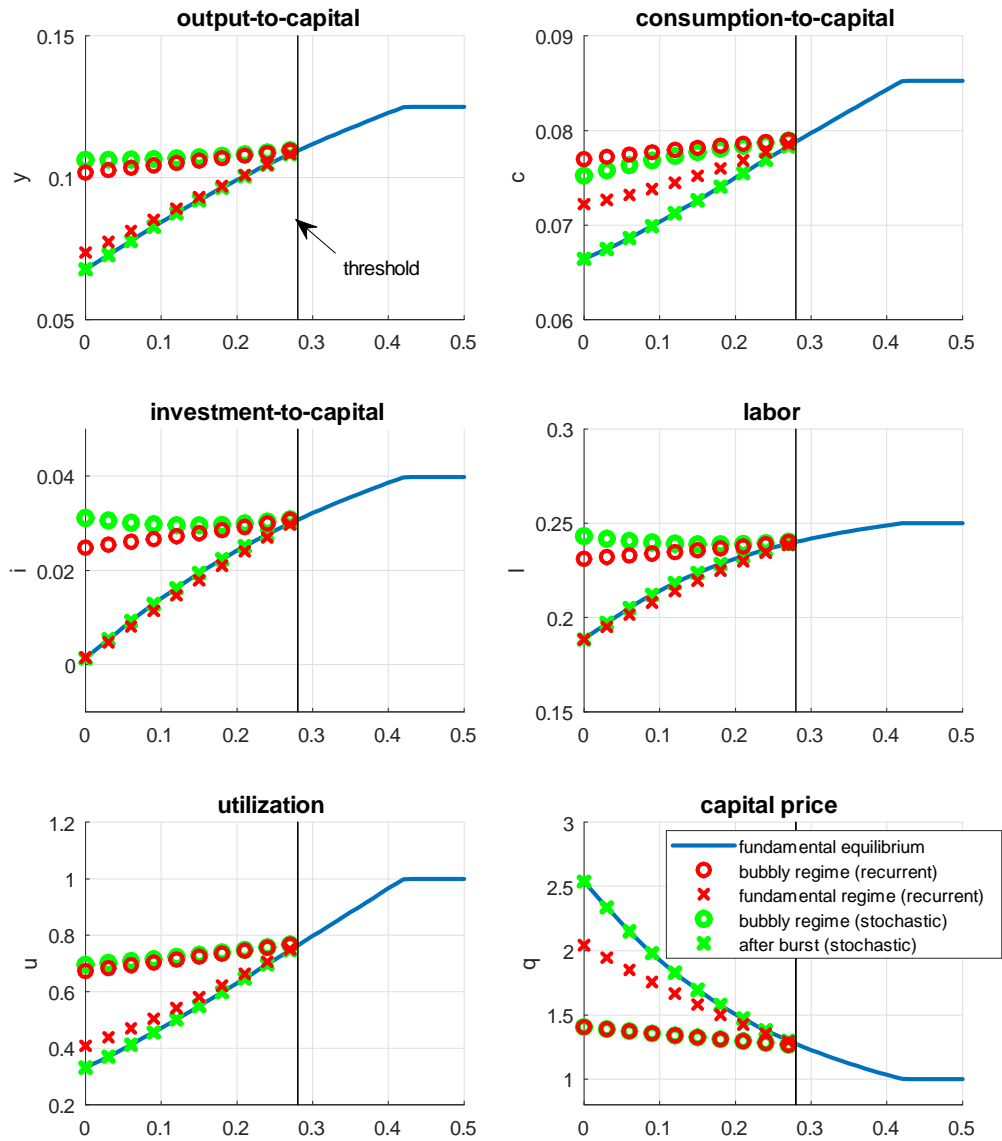 output-to-capital
0.15
0.1
0.05
y
0 0.1 0.2 0.3 0.4 0.5
threshold
consumption-to-capital
0.09
0.08
0.07
0.06
c
0 0.1 0.2 0.3 0.4 0.5
investment-to-capital
0.04
0.02
0
i
0 0.1 0.2 0.3 0.4 0.5
labor
0.3
0.25
0.2
0.15
l
0 0.1 0.2 0.3 0.4 0.5
utilization
1.2
1
0.8
0.6
0.4
0.2
u
0 0.1 0.2 0.3 0.4 0.5
capital price
3
2.5
2
1.5
1
q
0 0.1 0.2 0.3 0.4 0.5
fundamental equilibrium
bubbly regime (recurrent)
fundamental regime (recurrent)
bubbly regime (stochastic)
after burst (stochastic)